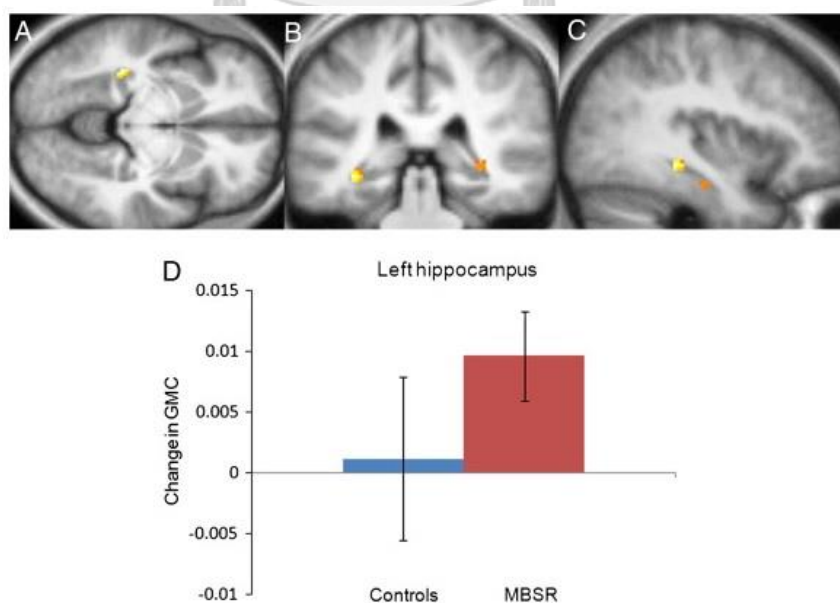 A B C
D
Left hippocampus
Change in GMC
0.015
0.01
0.005
0
-0.005
-0.01
Controls MBSR